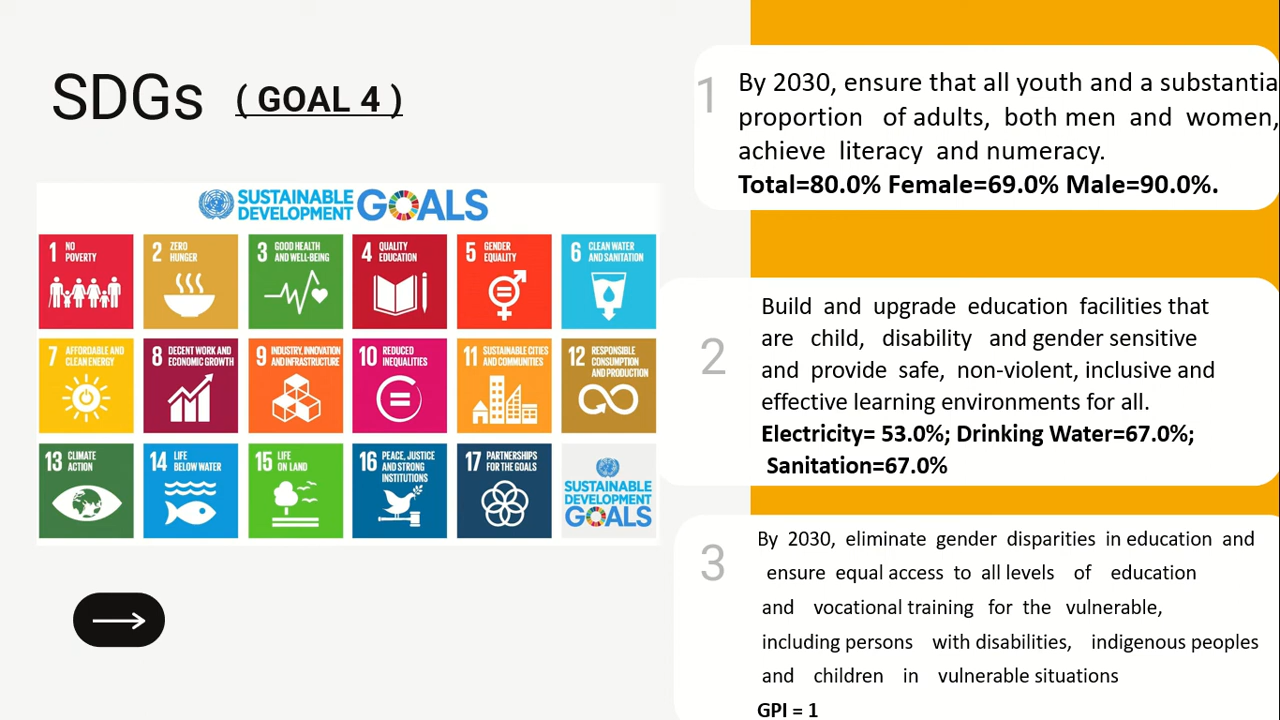 SDGs ( GOAL 4 )
SUSTAINABLE
DEVELOPMENT GOALS
1 NO
POVERTY
2 ZERO
HUNGER
3 GOOD HEALTH
AND WELL-BEING
4 QUALITY
EDUCATION
5 GENDER
EQUALITY
6 CLEAN WATER
AND SANITATION
7 AFFORDABLE AND
CLEAN ENERGY
8 DECENT WORK AND
ECONOMIC GROWTH
9 INDUSTRY, INNOVATION
AND INFRASTRUCTURE
10 REDUCED
INEQUALITIES
11 SUSTAINABLE CITIES
AND COMMUNITIES
12 RESPONSIBLE
CONSUMPTION
AND PRODUCTION
13 CLIMATE
ACTION
14 LIFE
BELOW WATER
15 LIFE
ON LAND
16 PEACE, JUSTICE
AND STRONG
INSTITUTIONS
17 PARTNERSHIPS
FOR THE GOALS
SUSTAINABLE
DEVELOPMENT
GOALS
1
By 2030, ensure that all youth and a substantia
proportion of adults, both men and women,
achieve literacy and numeracy.
Total=80.0% Female=69.0% Male=90.0%.
2
Build and upgrade education facilities that
are child, disability and gender sensitive
and provide safe, non-violent, inclusive and
effective learning environments for all.
Electricity= 53.0%; Drinking Water=67.0%;
Sanitation=67.0%
3
By 2030, eliminate gender disparities in education and
ensure equal access to all levels of education
and vocational training for the vulnerable,
including persons with disabilities, indigenous peoples
and children in vulnerable situations
GPI = 1